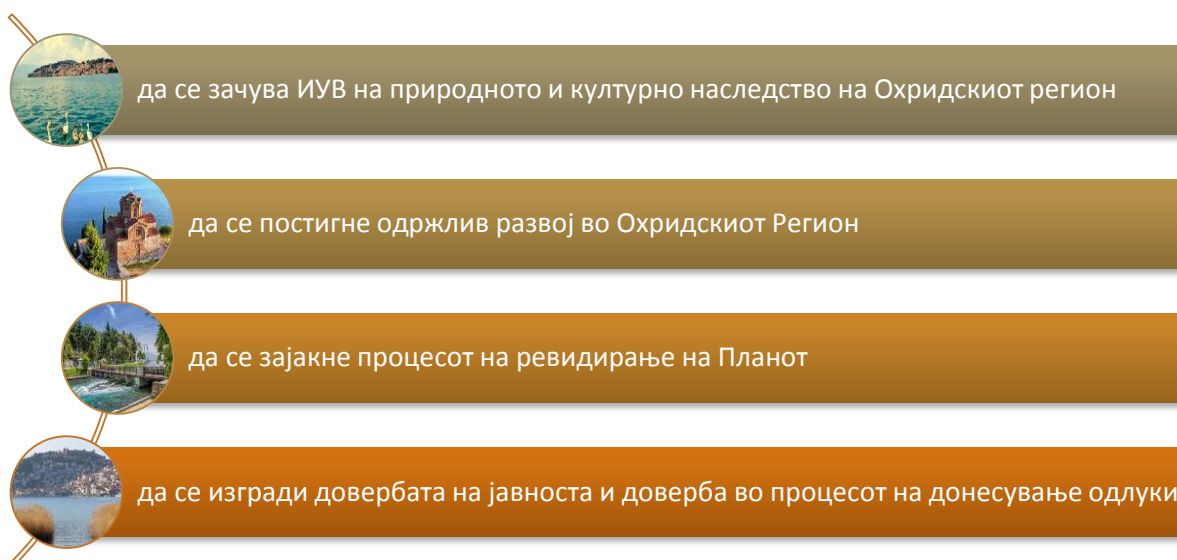 да се зачува ИУВ на природното и културно наследство на Охридскиот регион
да се постигне одржлив развој во Охридскиот Регион
да се зајакне процесот на ревидирање на Планот
да се изгради довербата на јавноста и доверба во процесот на донесување одлуки